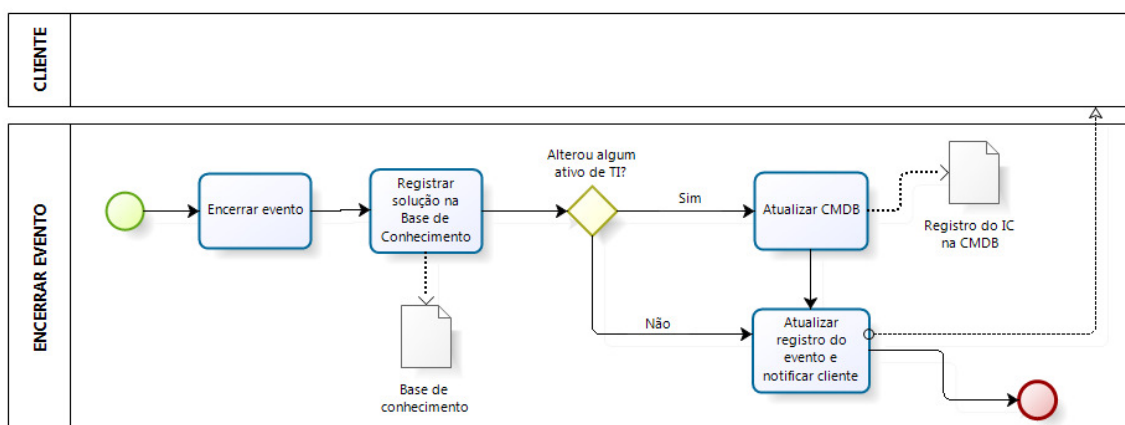 CLIENTE
ENCERRAR EVENTO
Encerrar evento
Registrar
solução na
Base de
Conhecimento
Base de
conhecimento
Alterou algum
ativo de TI?
Sim
Não
Atualizar CMDB
Registro do IC
na CMDB
Atualizar
registro do
evento e
notificar cliente